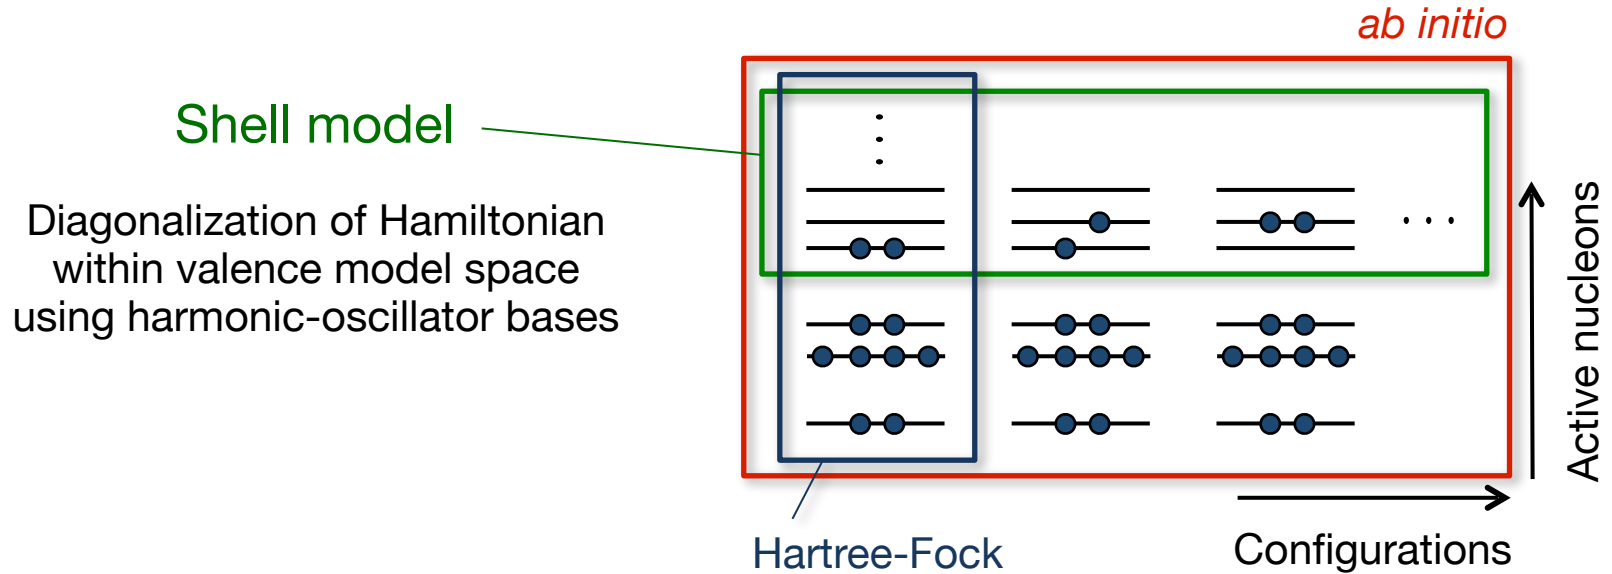 ab initio
Shell model
Diagonalization of Hamiltonian
within valence model space
using harmonic-oscillator bases
Active nucleons
Configurations
Hartree-Fock